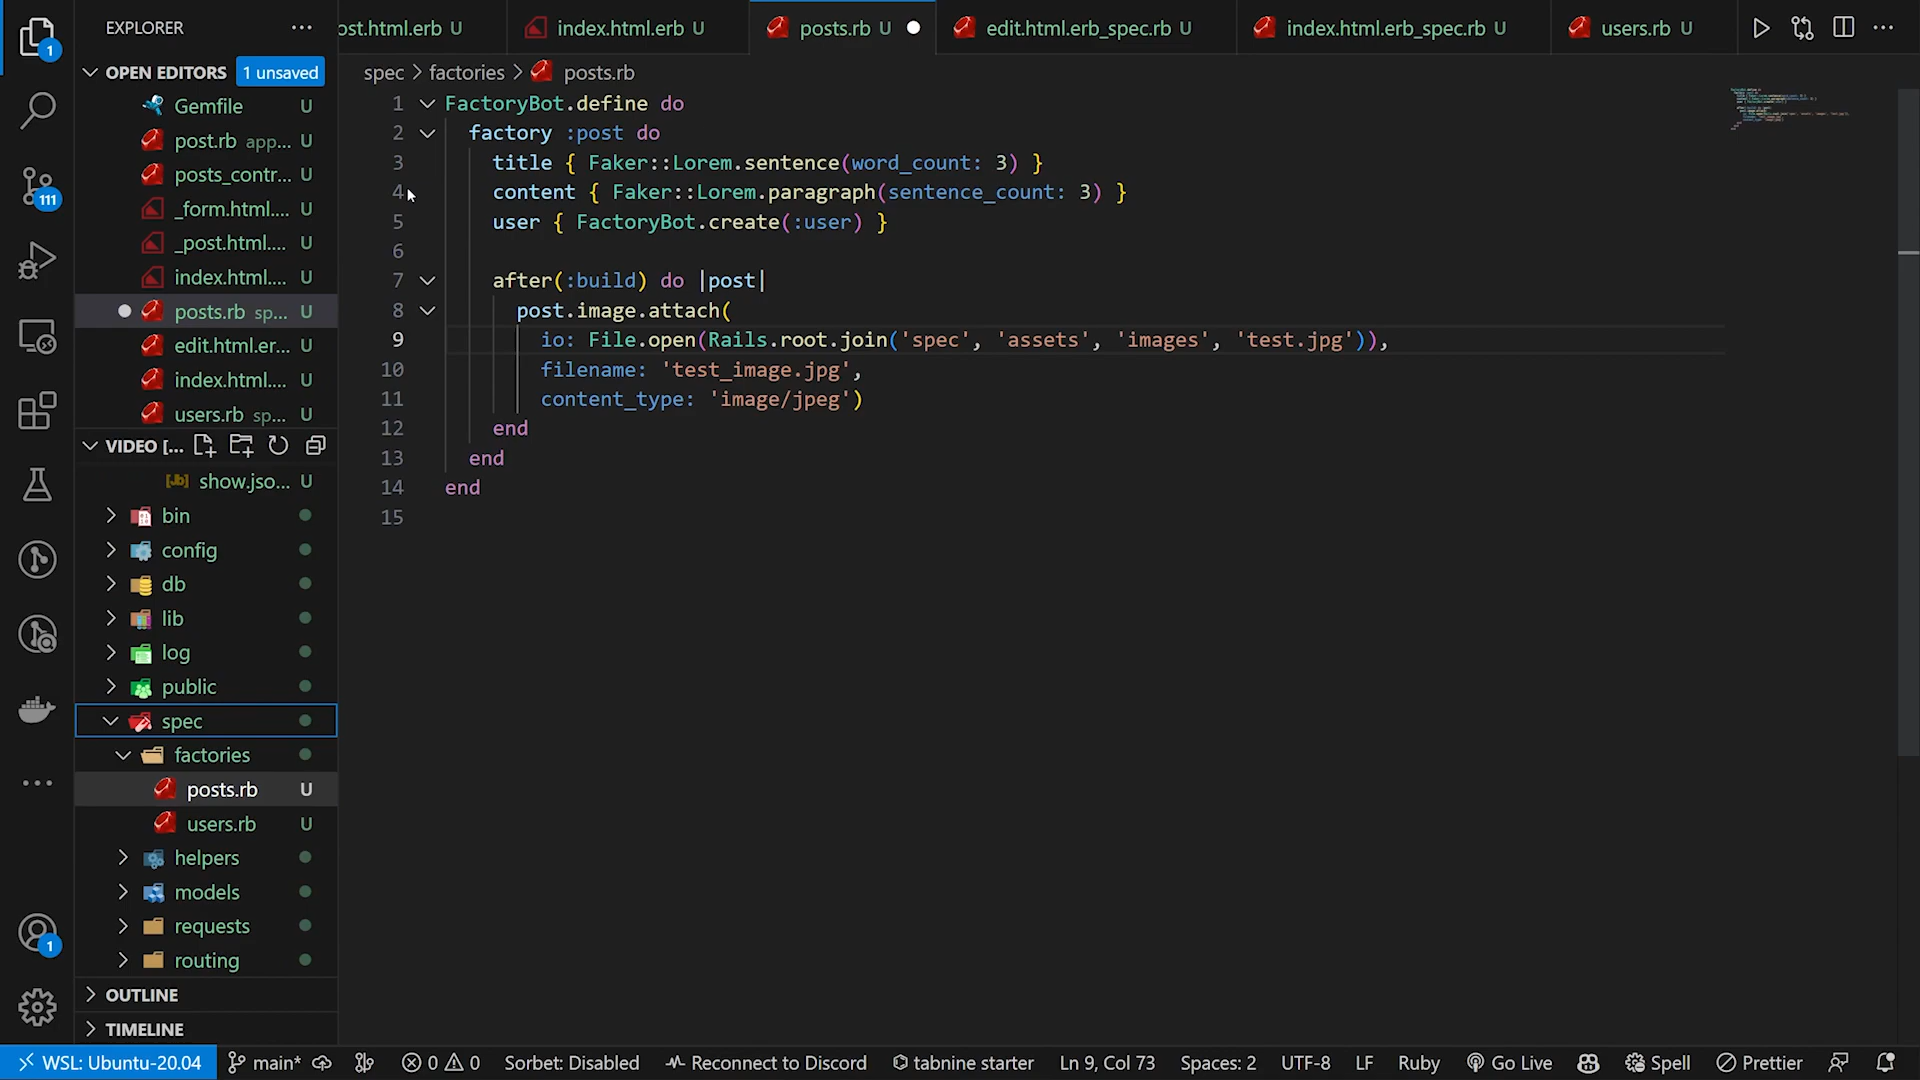 EXPLORER
ost.html.erb U
index.html.erb U
posts.rb U
edit.html.erb_spec.rb U
index.html.erb_spec.rb U
users.rb U
1
OPEN EDITORS 1 unsaved
Gemfile U
post.rb app... U
posts_contr... U
_form.html.... U
_post.html.... U
index.html.... U
posts.rb sp... U
edit.html.er... U
index.html.... U
users.rb sp... U
111
VIDEO [...
show.jso... U
bin
config
db
lib
log
public
spec
factories
posts.rb U
users.rb U
helpers
models
requests
routing
OUTLINE
TIMELINE
1
spec > factories > posts.rb
1 FactoryBot.define do
2 factory :post do
3 title { Faker::Lorem.sentence(word_count: 3) }
4 content { Faker::Lorem.paragraph(sentence_count: 3) }
5 user { FactoryBot.create(:user) }
6
7 after(:build) do |post|
8 post.image.attach(
9 io: File.open(Rails.root.join('spec', 'assets', 'images', 'test.jpg')),
10 filename: 'test_image.jpg',
11 content_type: 'image/jpeg')
12 end
13 end
14 end
15
WSL: Ubuntu-20.04 main* 0 0 Sorbet: Disabled Reconnect to Discord tabnine starter Ln 9, Col 73 Spaces: 2 UTF-8 LF Ruby Go Live Spell Prettier